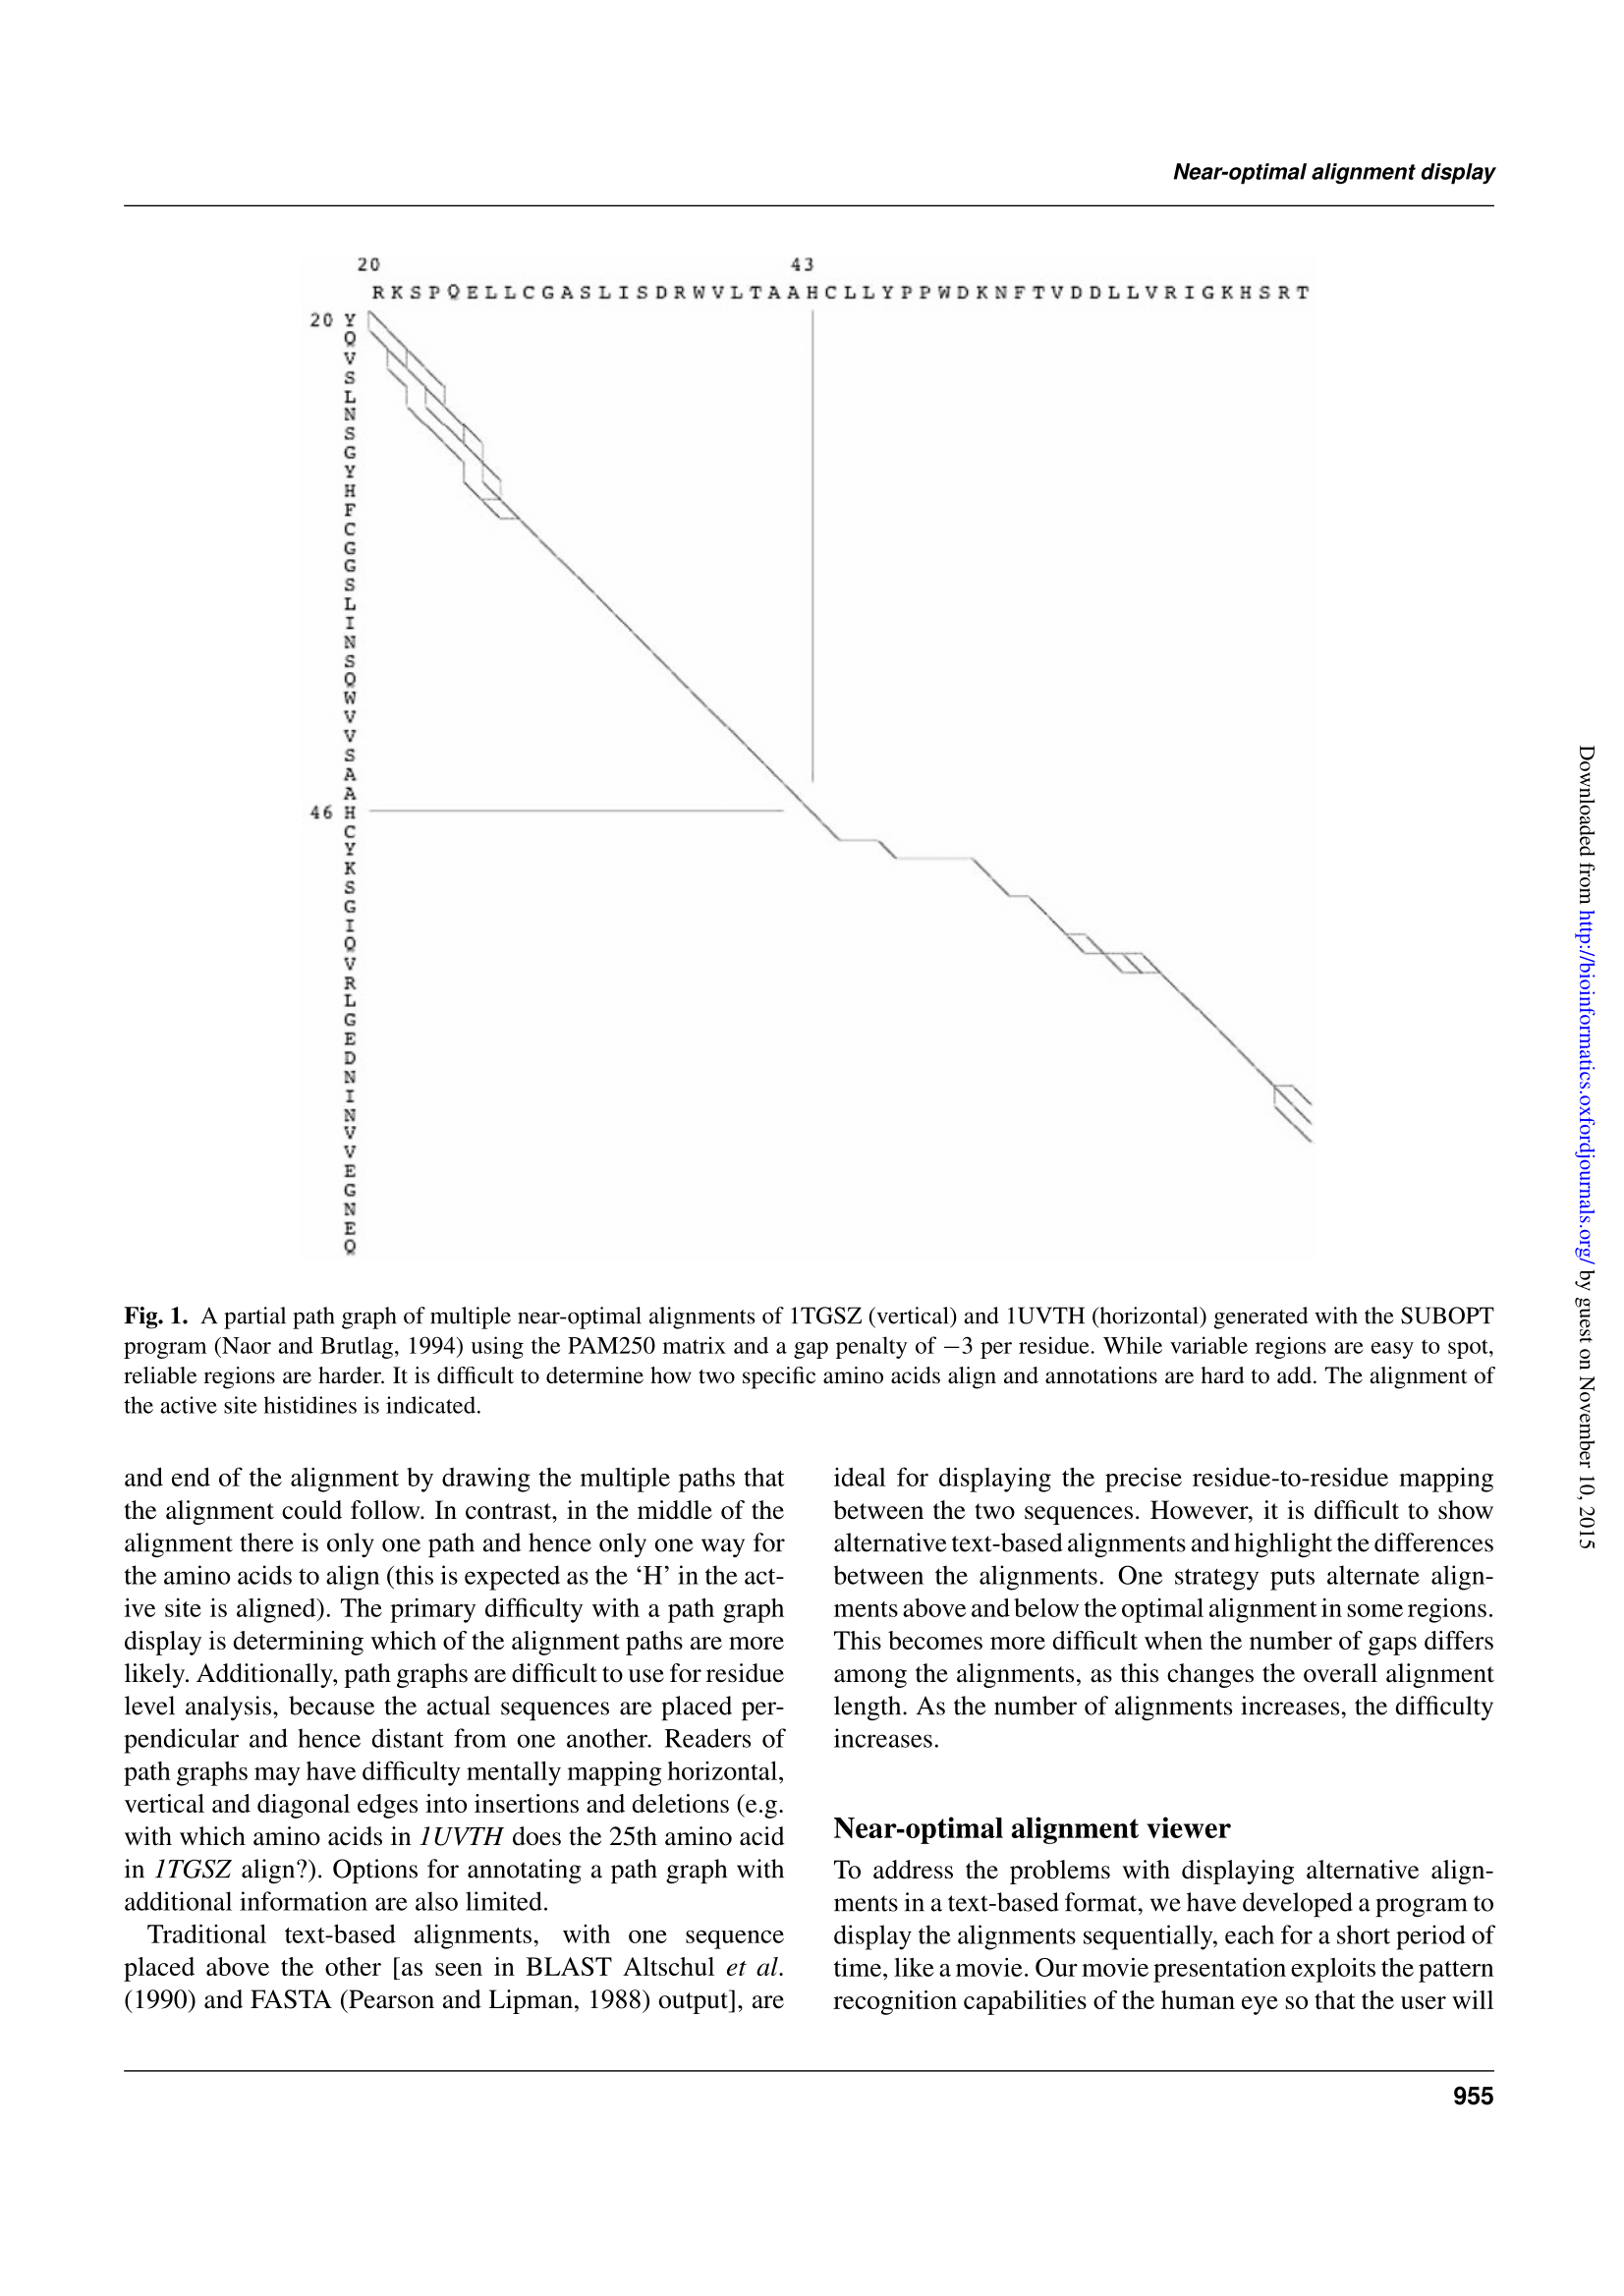 Near-optimal alignment display
20 43
R K S P Q E L L C G A S L I S D R W V L T A A H C L L Y P P W D K N F T V D D L L V R I G K H S R T
20 Y
Q
V
S
L
N
S
G
Y
H
F
C
G
G
S
L
I
N
S
Q
W
V
V
S
A
A
46 H
C
Y
K
S
G
I
Q
V
R
L
G
E
D
N
I
N
V
V
E
G
N
E
Q
Fig. 1. A partial path graph of multiple near-optimal alignments of 1TGSZ (vertical) and 1UVTH (horizontal) generated with the SUBOPT
program (Naor and Brutlag, 1994) using the PAM250 matrix and a gap penalty of −3 per residue. While variable regions are easy to spot,
reliable regions are harder. It is difficult to determine how two specific amino acids align and annotations are hard to add. The alignment of
the active site histidines is indicated.
and end of the alignment by drawing the multiple paths that
the alignment could follow. In contrast, in the middle of the
alignment there is only one path and hence only one way for
the amino acids to align (this is expected as the ‘H’ in the act-
ive site is aligned). The primary difficulty with a path graph
display is determining which of the alignment paths are more
likely. Additionally, path graphs are difficult to use for residue
level analysis, because the actual sequences are placed per-
pendicular and hence distant from one another. Readers of
path graphs may have difficulty mentally mapping horizontal,
vertical and diagonal edges into insertions and deletions (e.g.
with which amino acids in 1UVTH does the 25th amino acid
in 1TGSZ align?). Options for annotating a path graph with
additional information are also limited.
Traditional text-based alignments, with one sequence
placed above the other [as seen in BLAST Altschul et al.
(1990) and FASTA (Pearson and Lipman, 1988) output], are
ideal for displaying the precise residue-to-residue mapping
between the two sequences. However, it is difficult to show
alternative text-based alignments and highlight the differences
between the alignments. One strategy puts alternate align-
ments above and below the optimal alignment in some regions.
This becomes more difficult when the number of gaps differs
among the alignments, as this changes the overall alignment
length. As the number of alignments increases, the difficulty
increases.
Near-optimal alignment viewer
To address the problems with displaying alternative align-
ments in a text-based format, we have developed a program to
display the alignments sequentially, each for a short period of
time, like a movie. Our movie presentation exploits the pattern
recognition capabilities of the human eye so that the user will
955
Downloaded from http://bioinformatics.oxfordjournals.org/ by guest on November 10, 2015